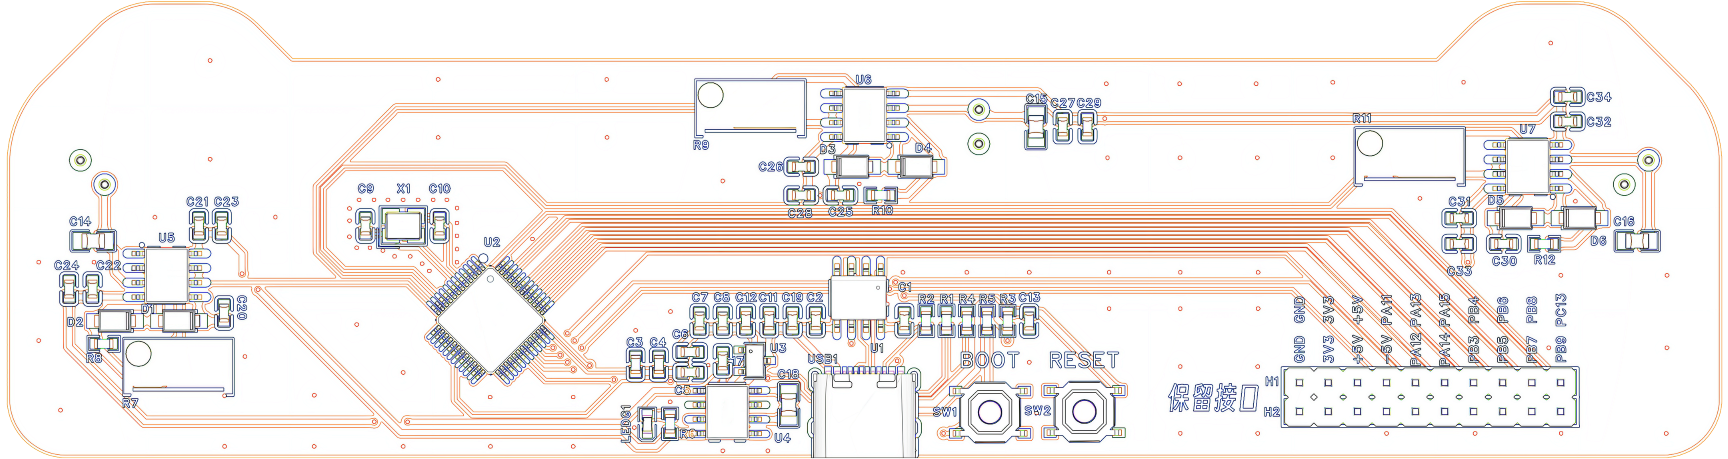 U6
C15
C27
C29
C34
C32
R11
U7
R9
D3
D4
C26
C28
C25
R10
C9
X1
C10
C21
C23
C14
U5
C31
D5
C16
D6
C33
C30
R12
U2
C24
C22
C20
D2
D1
R8
R7
C7
C8
C12
C11
C19
C2
C1
R2
R1
R4
R5
R3
C13
GND GND
3V3 3V3
+5V +5V
+5V PA11
PA12 PA13
PA14 PA15
PB3 PB4
PB5 PB6
PB7 PB8
PB9 PC13
C6
C3
C4
U3
U1
USB1
BOOT
RESET
C18
LEDG1
U4
SW1
SW2
保留接口
H1
H2